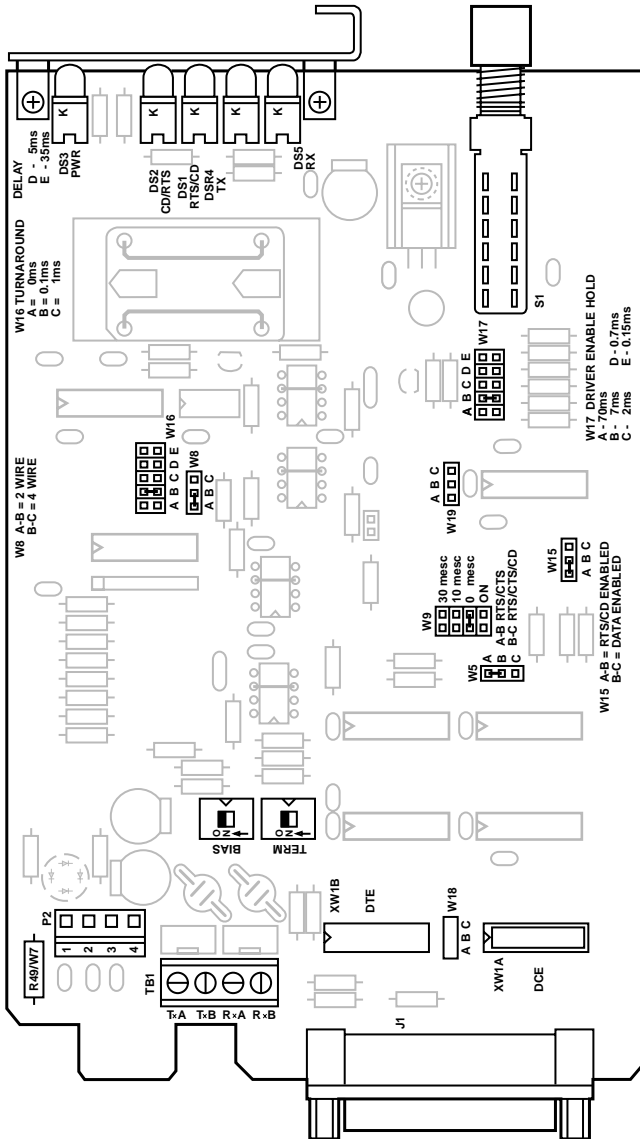 DELAY
D - 5ms
E - 35ms
K
DS3
PWR
K
DS2
CD/RTS
K
DS1
RTS/CD
K
DSR4
TX
K
DS5
RX
W16 TURNAROUND
A = 0ms
B = 0.1ms
C = 1ms
S1
W17
A B C D E
W17 DRIVER ENABLE HOLD
A - 70ms
B - 7ms
C - 2ms
D - 0.7ms
E - 0.15ms
W8 A-B = 2 WIRE
B-C = 4 WIRE
W16
A B C D E
W8
A B C
A B C
W19
W9
30 mesc
10 mesc
0 mesc
ON
A-B RTS/CTS
B-C RTS/CTS/CD
W5
A
B
C
W15
A B C
W15 A-B = RTS/CD ENABLED
B-C = DATA ENABLED
ON
BIAS
ON
TERM
R49/W7
P2
1
2
3
4
TB1
TxA TxB RxA RxB
XW1B
DTE
W18
A B C
XW1A
DCE
J1